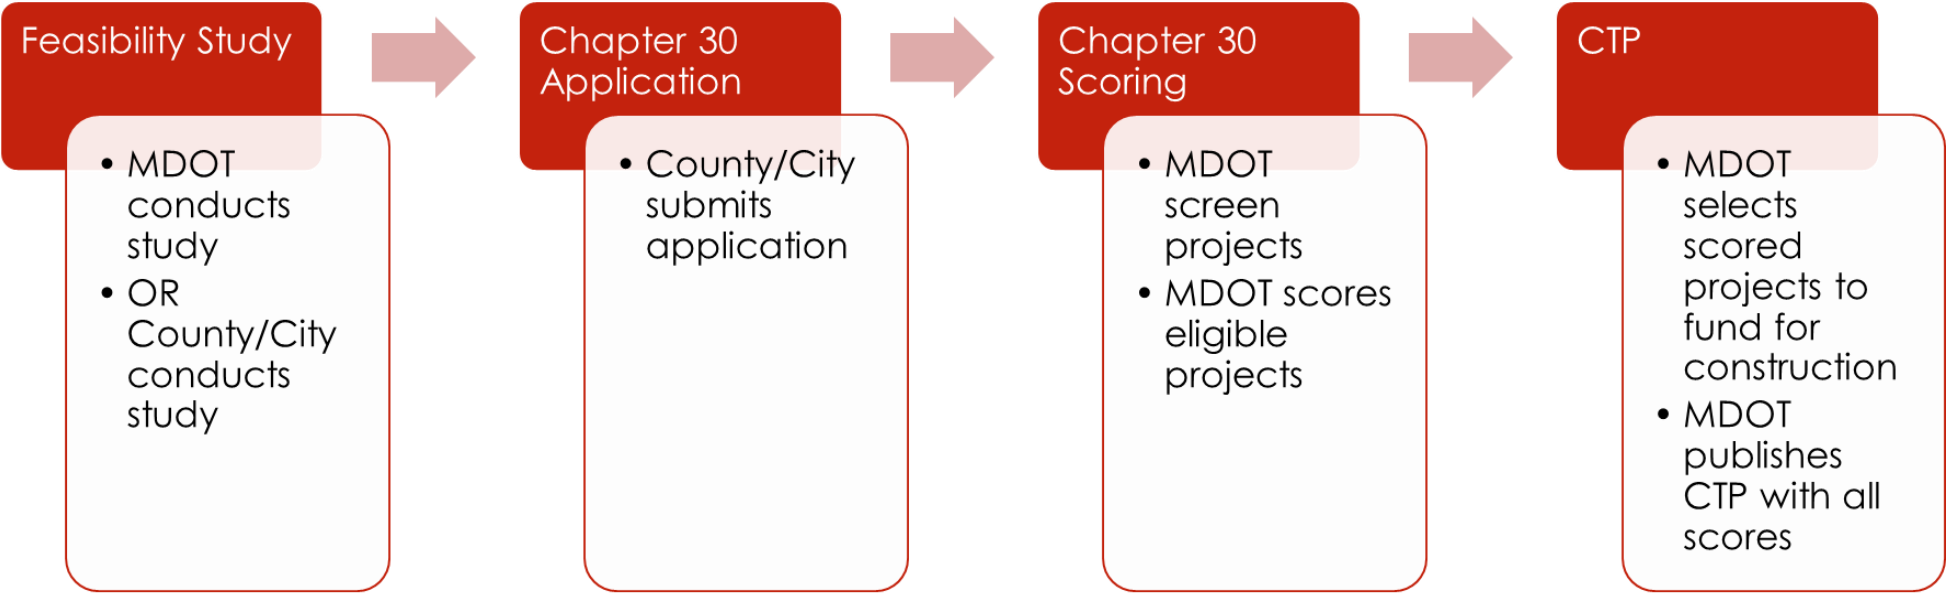 Feasibility Study
• MDOT
conducts
study
• OR
County/City
conducts
study
Chapter 30
Application
• County/City
submits
application
Chapter 30
Scoring
• MDOT
screen
projects
• MDOT scores
eligible
projects
CTP
• MDOT
selects
scored
projects to
fund for
construction
• MDOT
publishes
CTP with all
scores